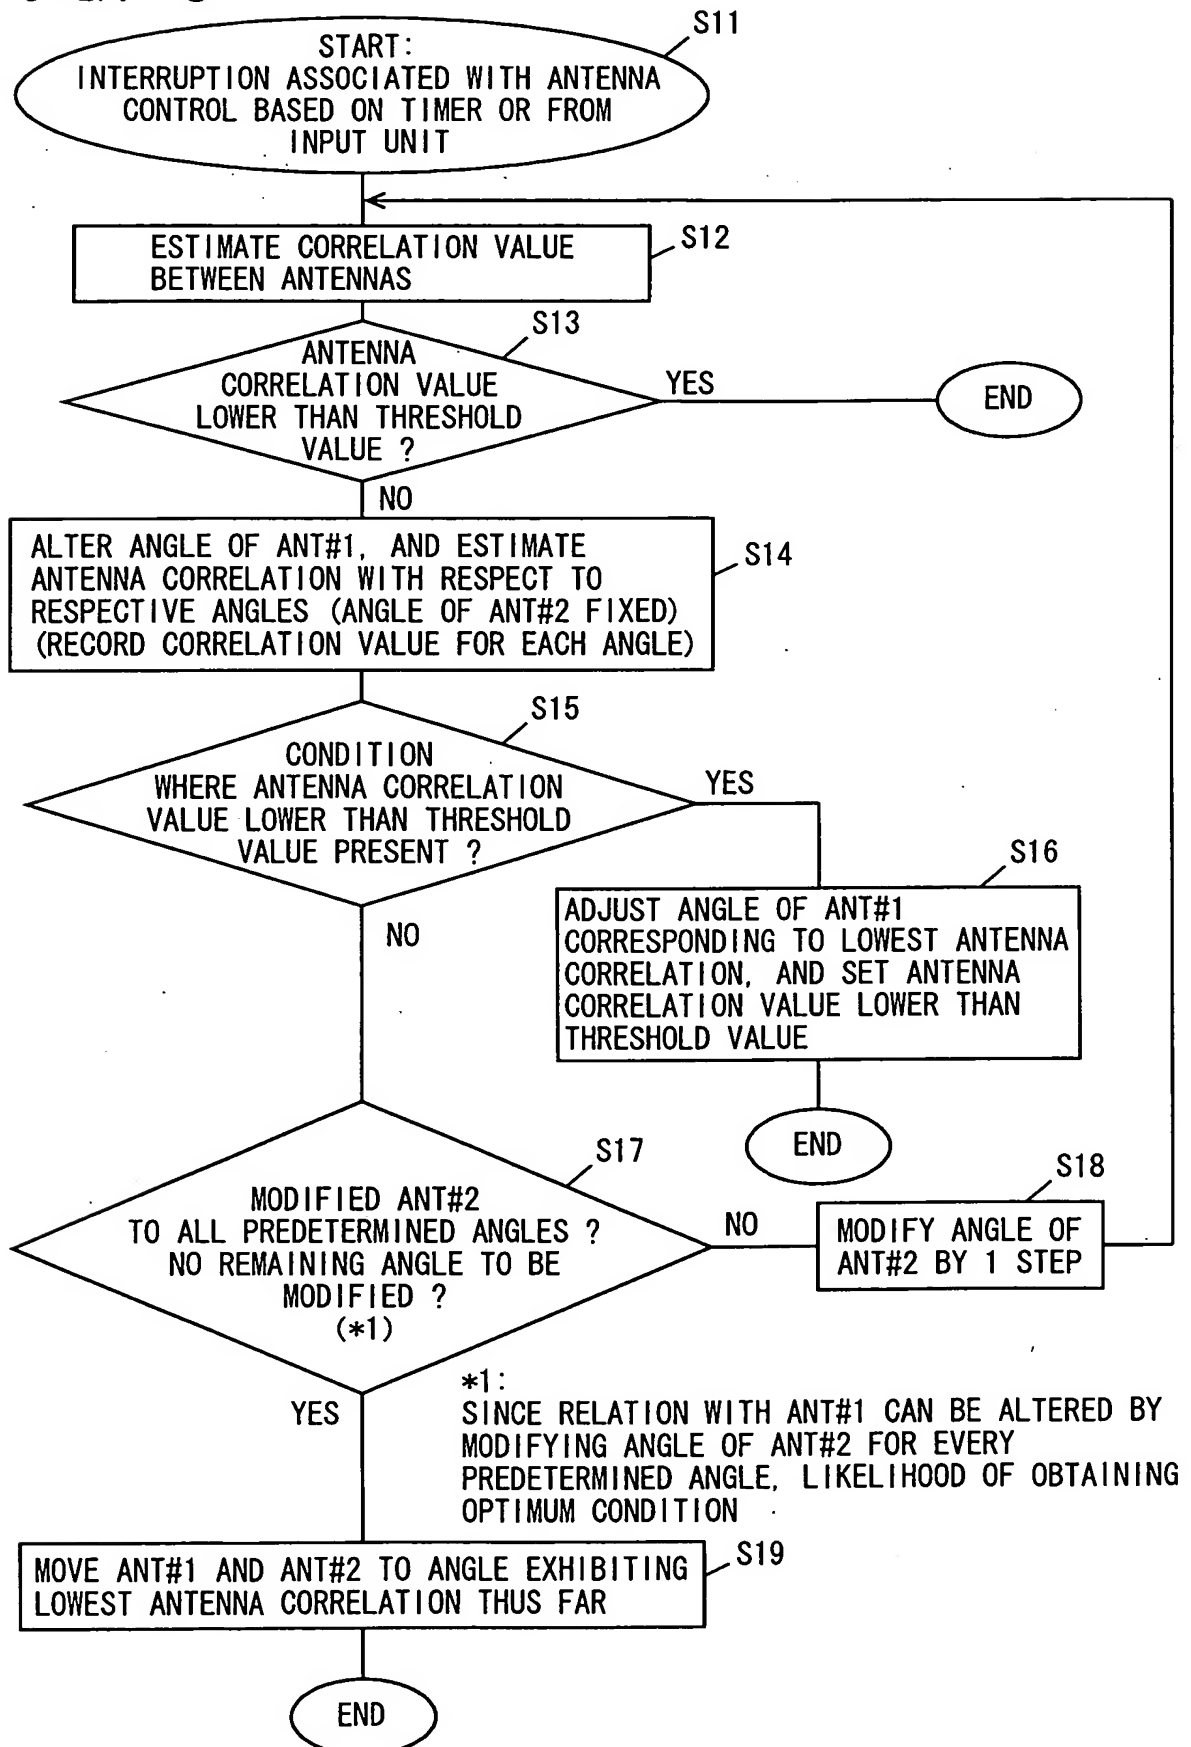 S11
START:
INTERRUPTION ASSOCIATED WITH ANTENNA
CONTROL BASED ON TIMER OR FROM
INPUT UNIT
S12
ESTIMATE CORRELATION VALUE
BETWEEN ANTENNAS
S13
ANTENNA
CORRELATION VALUE
LOWER THAN THRESHOLD
VALUE ?
YES
END
NO
S14
ALTER ANGLE OF ANT#1, AND ESTIMATE
ANTENNA CORRELATION WITH RESPECT TO
RESPECTIVE ANGLES (ANGLE OF ANT#2 FIXED)
(RECORD CORRELATION VALUE FOR EACH ANGLE)
S15
CONDITION
WHERE ANTENNA CORRELATION
VALUE LOWER THAN THRESHOLD
VALUE PRESENT ?
YES
S16
ADJUST ANGLE OF ANT#1
CORRESPONDING TO LOWEST ANTENNA
CORRELATION, AND SET ANTENNA
CORRELATION VALUE LOWER THAN
THRESHOLD VALUE
NO
END
S17
MODIFIED ANT#2
TO ALL PREDETERMINED ANGLES ?
NO REMAINING ANGLE TO BE
MODIFIED ?
(*1)
NO
S18
MODIFY ANGLE OF
ANT#2 BY 1 STEP
YES
*1:
SINCE RELATION WITH ANT#1 CAN BE ALTERED BY
MODIFYING ANGLE OF ANT#2 FOR EVERY
PREDETERMINED ANGLE, LIKELIHOOD OF OBTAINING
OPTIMUM CONDITION
S19
MOVE ANT#1 AND ANT#2 TO ANGLE EXHIBITING
LOWEST ANTENNA CORRELATION THUS FAR
END